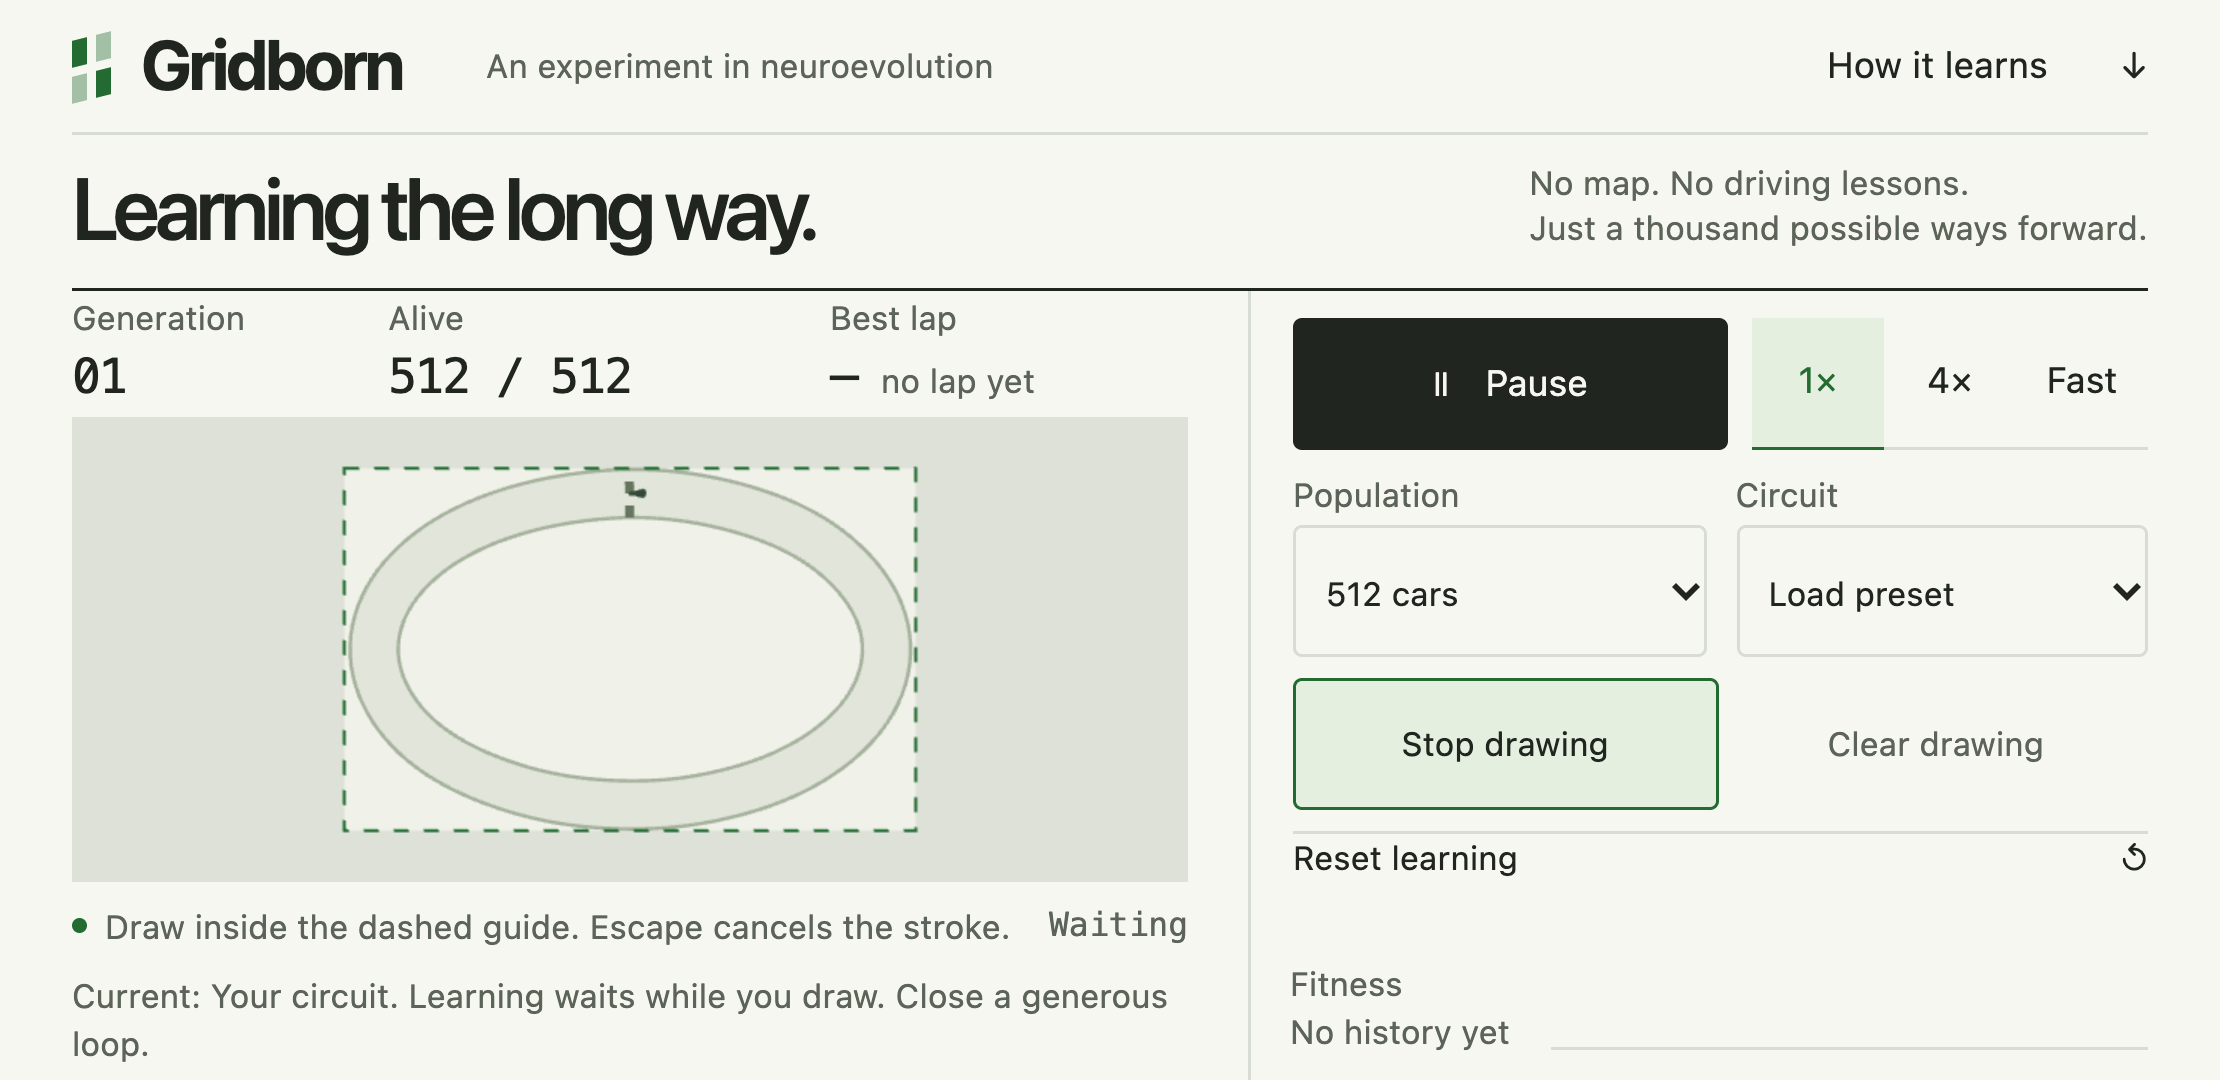 Gridborn
An experiment in neuroevolution
How it learns ↓
Learning the long way.
No map. No driving lessons.
Just a thousand possible ways forward.
Generation
01
Alive
512 / 512
Best lap
— no lap yet
Pause
1×
4×
Fast
Population
512 cars
Circuit
Load preset
Stop drawing
Clear drawing
Reset learning
Draw inside the dashed guide. Escape cancels the stroke.
Waiting
Current: Your circuit. Learning waits while you draw. Close a generous
loop.
Fitness
No history yet